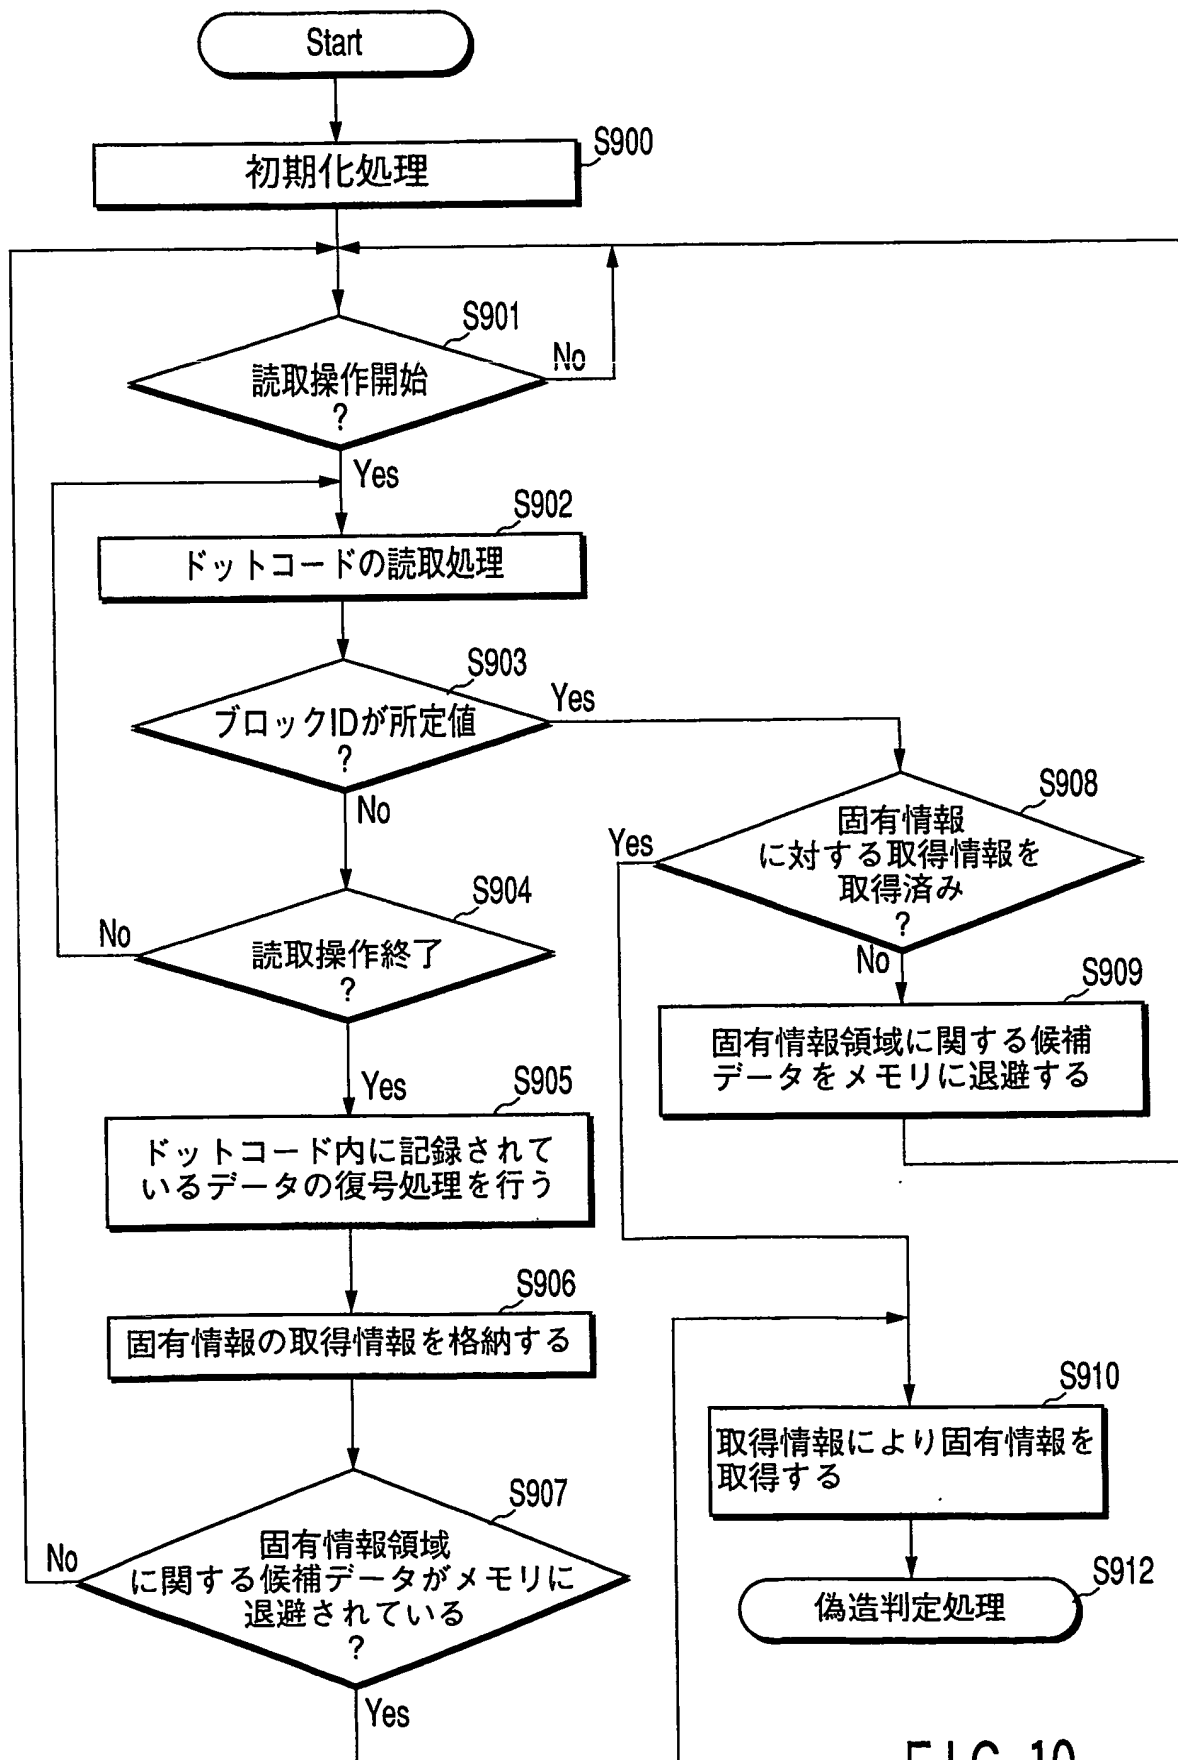 Start
S900
初期化処理
S901
読取操作開始
?
No
Yes
S902
ドットコードの読取処理
S903
ブロックIDが所定値
?
Yes
No
S904
読取操作終了
?
No
Yes
S905
ドットコード内に記録されて
いるデータの復号処理を行う
S906
固有情報の取得情報を格納する
S907
固有情報領域
に関する候補データがメモリに
退避されている
?
No
Yes
S908
固有情報
に対する取得情報を
取得済み
?
Yes
No
S909
固有情報領域に関する候補
データをメモリに退避する
S910
取得情報により固有情報を
取得する
S912
偽造判定処理